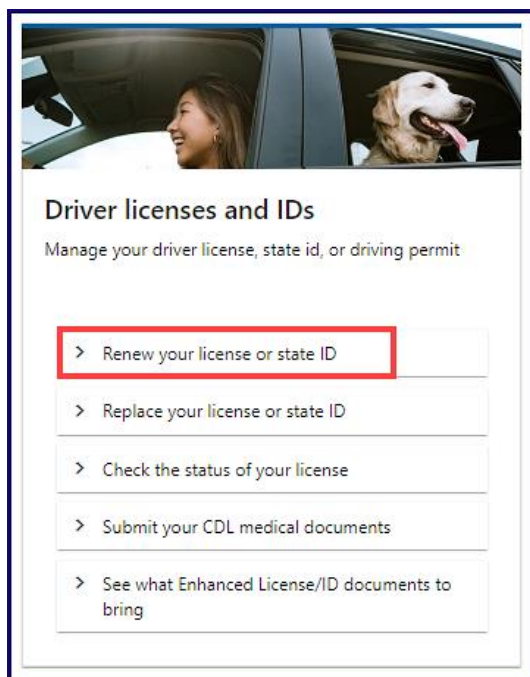 Driver licenses and IDs
Manage your driver license, state id, or driving permit
Renew your license or state ID
Replace your license or state ID
Check the status of your license
Submit your CDL medical documents
See what Enhanced License/ID documents to
bring